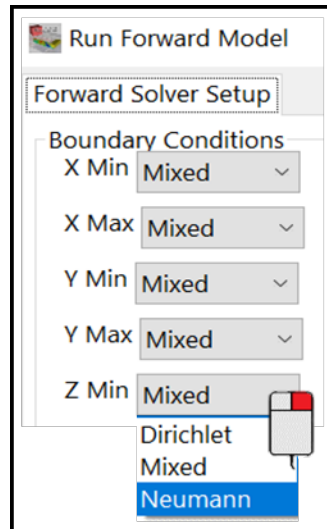 Run Forward Model
Forward Solver Setup
Boundary Conditions
X Min Mixed
X Max Mixed
Y Min Mixed
Y Max Mixed
Z Min Mixed
Dirichlet
Mixed
Neumann